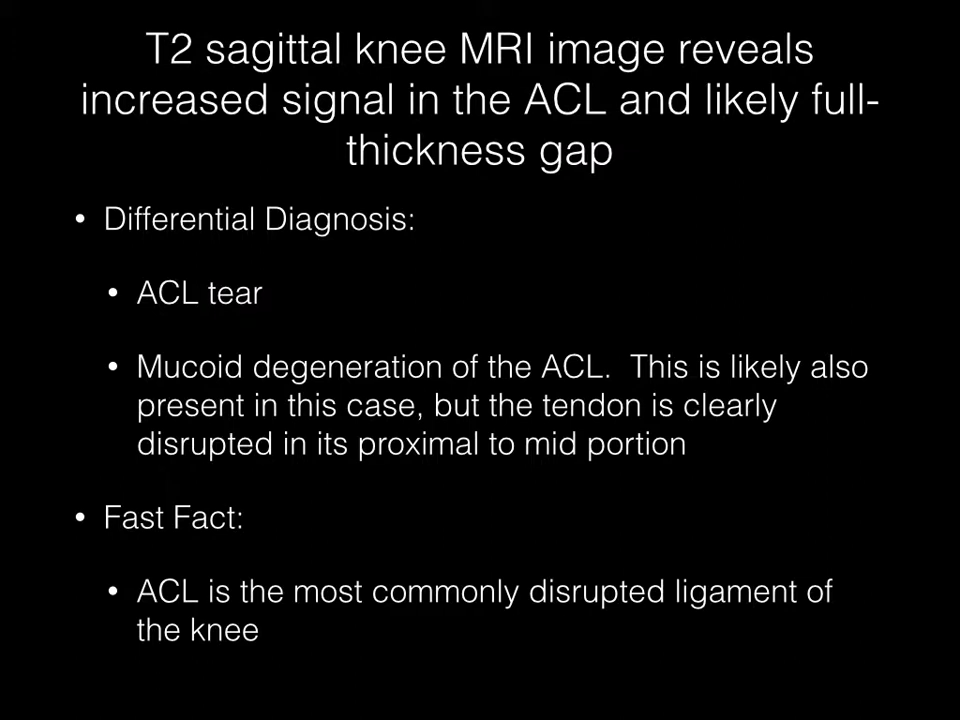 T2 sagittal knee MRI image reveals
increased signal in the ACL and likely full-
thickness gap
• Differential Diagnosis:
• ACL tear
• Mucoid degeneration of the ACL.  This is likely also
present in this case, but the tendon is clearly
disrupted in its proximal to mid portion
• Fast Fact:
• ACL is the most commonly disrupted ligament of
the knee